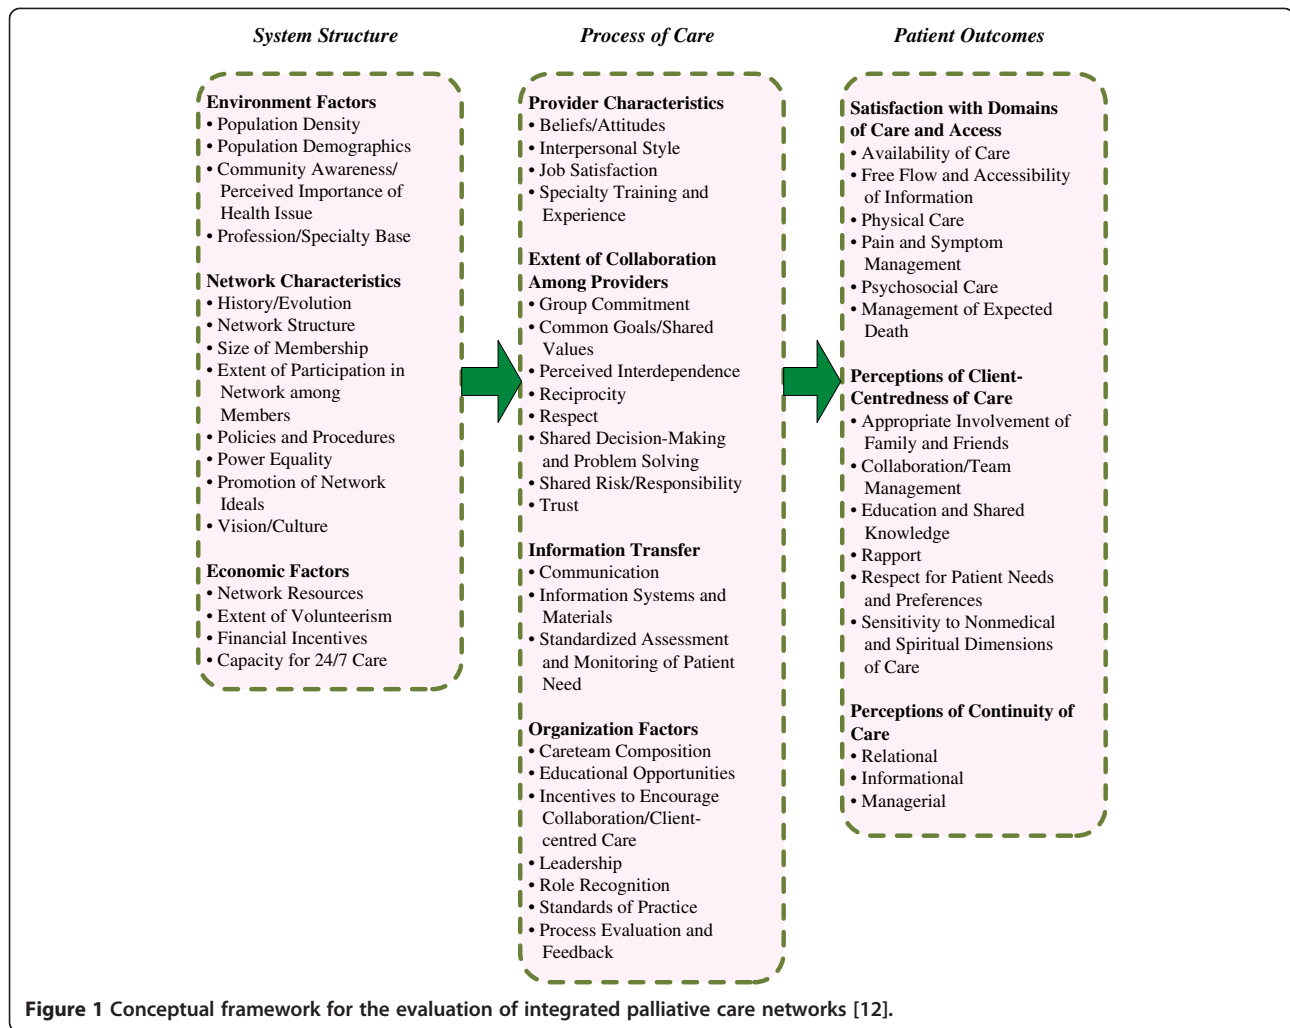 System Structure
Environment Factors
• Population Density
• Population Demographics
• Community Awareness/
Perceived Importance of
Health Issue
• Profession/Specialty Base
Network Characteristics
• History/Evolution
• Network Structure
• Size of Membership
• Extent of Participation in
Network among
Members
• Policies and Procedures
• Power Equality
• Promotion of Network
Ideals
• Vision/Culture
Economic Factors
• Network Resources
• Extent of Volunteerism
• Financial Incentives
• Capacity for 24/7 Care
Process of Care
Provider Characteristics
• Beliefs/Attitudes
• Interpersonal Style
• Job Satisfaction
• Specialty Training and
Experience
Extent of Collaboration
Among Providers
• Group Commitment
• Common Goals/Shared
Values
• Perceived Interdependence
• Reciprocity
• Respect
• Shared Decision-Making
and Problem Solving
• Shared Risk/Responsibility
• Trust
Information Transfer
• Communication
• Information Systems and
Materials
• Standardized Assessment
and Monitoring of Patient
Need
Organization Factors
• Careteam Composition
• Educational Opportunities
• Incentives to Encourage
Collaboration/Client-
centred Care
• Leadership
• Role Recognition
• Standards of Practice
• Process Evaluation and
Feedback
Patient Outcomes
Satisfaction with Domains
of Care and Access
• Availability of Care
• Free Flow and Accessibility
of Information
• Physical Care
• Pain and Symptom
Management
• Psychosocial Care
• Management of Expected
Death
Perceptions of Client-
Centredness of Care
• Appropriate Involvement of
Family and Friends
• Collaboration/Team
Management
• Education and Shared
Knowledge
• Rapport
• Respect for Patient Needs
and Preferences
• Sensitivity to Nonmedical
and Spiritual Dimensions
of Care
Perceptions of Continuity of
Care
• Relational
• Informational
• Managerial
Figure 1 Conceptual framework for the evaluation of integrated palliative care networks [12].